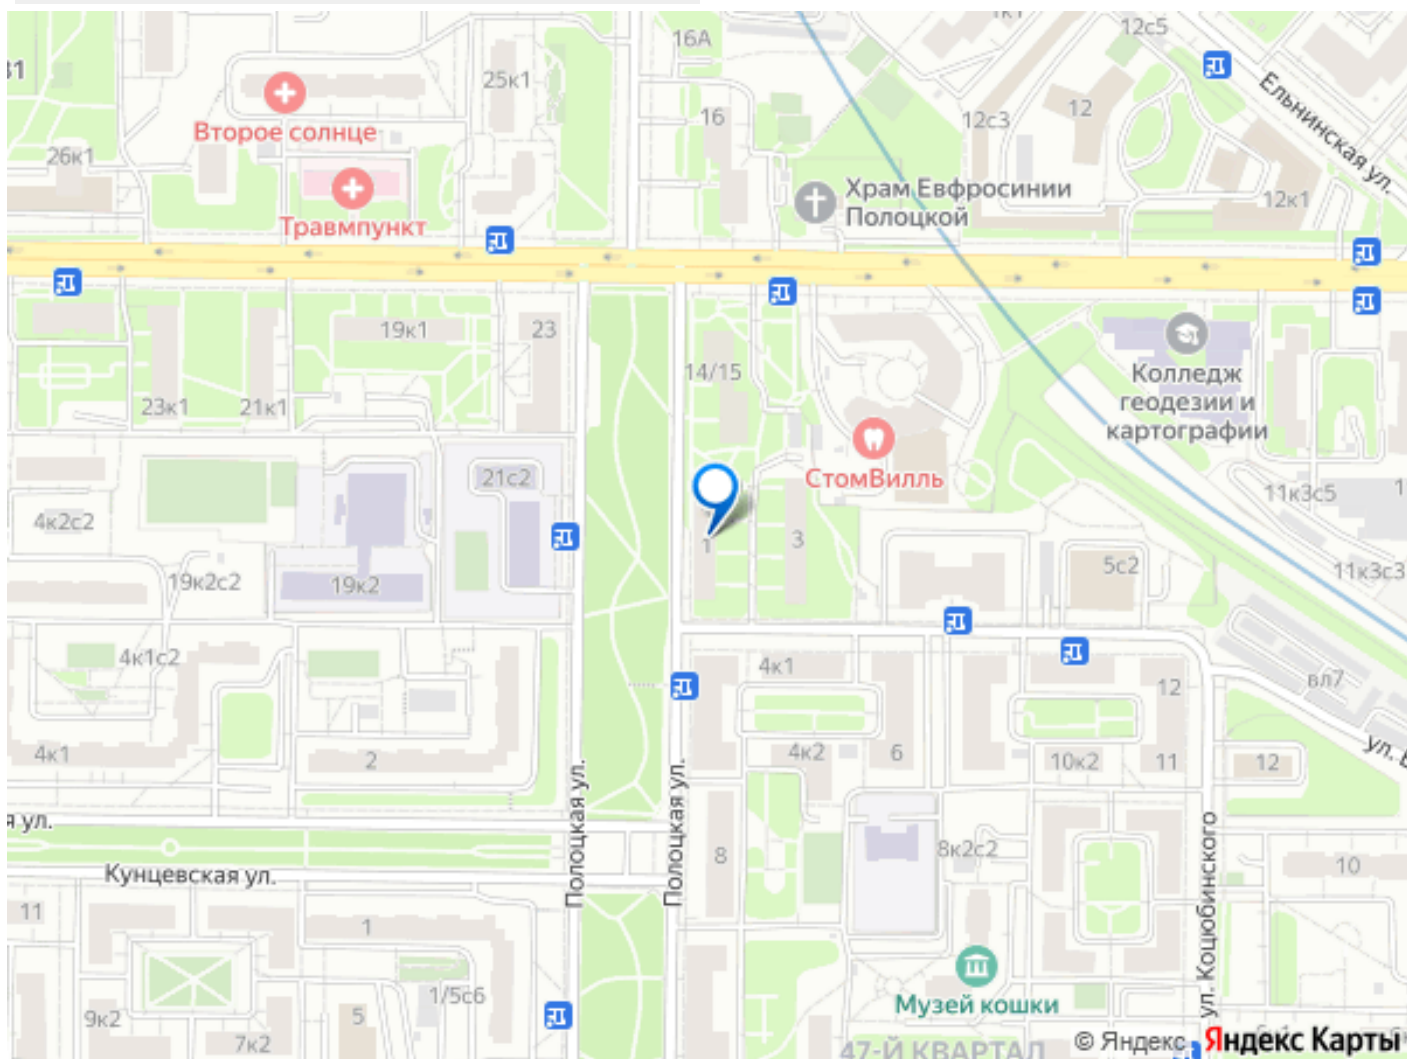 16А
1к1
12с5
25к1
16
12с3
12
Ельнинская ул.
31
Второе солнце
26к1
Травмпункт
Храм Евфросинии
Полоцкой
12к1
19к1
23
14/15
23к1
21к1
Колледж
геодезии и
картографии
СтомВилль
21с2
4к2с2
11к3с5
1
3
5с2
11к3с3
19к2с2
19к2
4к1с2
4к1
12
вл7
4к1
2
4к2
6
10к2
11
12
ул.
я ул.
Полоцкая ул.
Полоцкая ул.
ул. Коцюбинского
8
8к2с2
10
Кунцевская ул.
11
1
1/5с6
9к2
5
7к2
Музей кошки
47-Й КВАРТАЛ
© Яндекс
Яндекс Карты